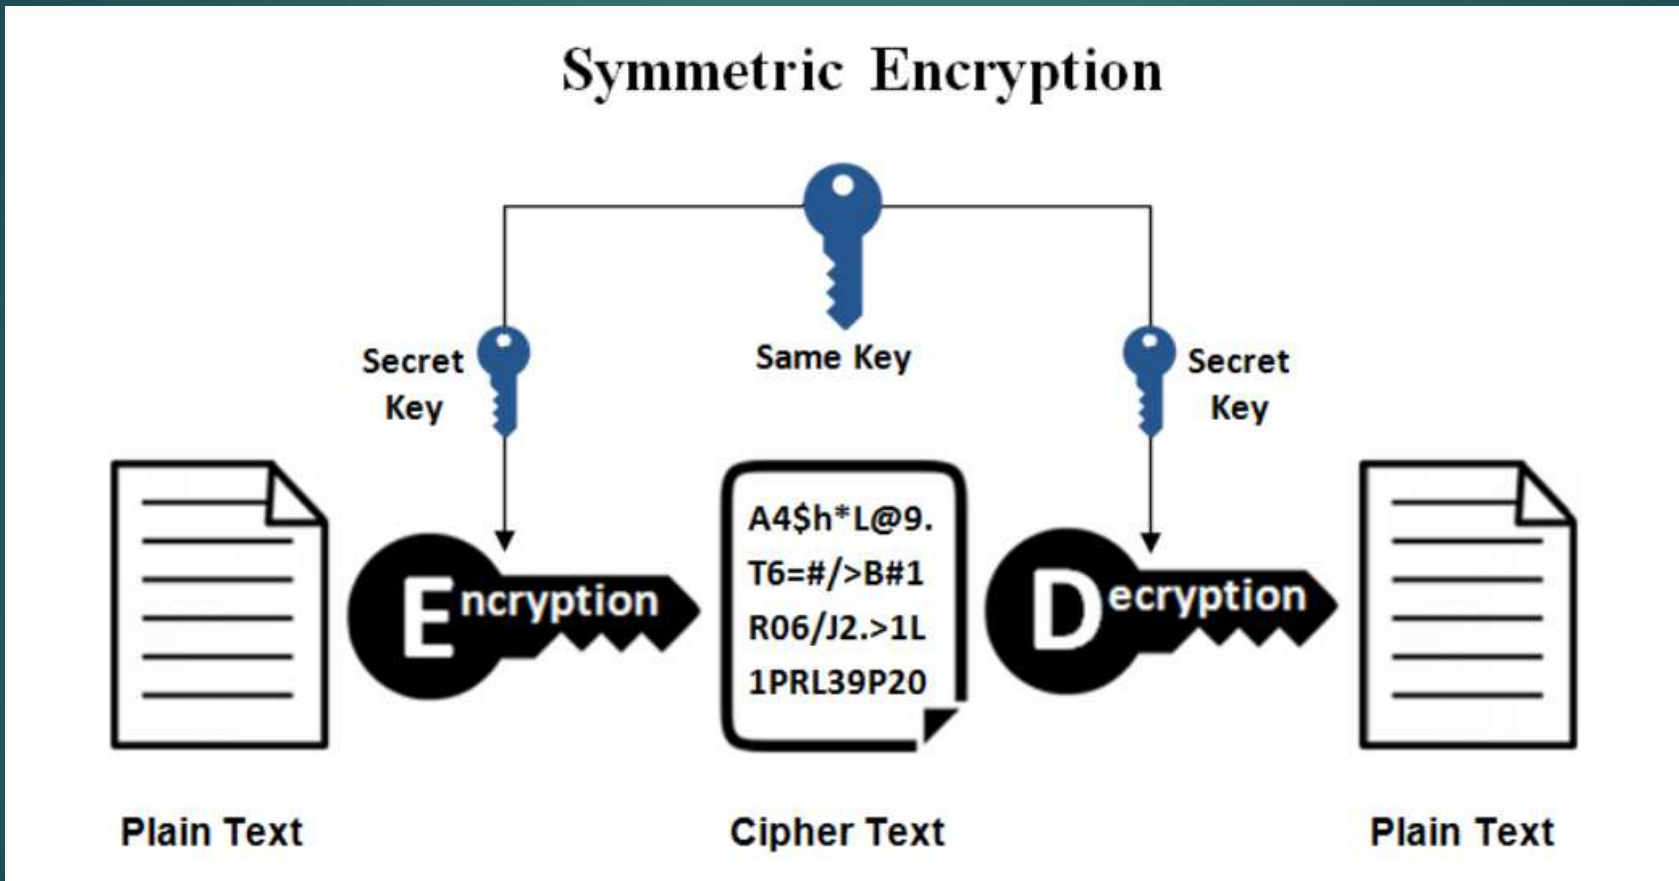 Symmetric Encryption
Same Key
Secret
Key
Secret
Key
Encryption
A4$h*L@9.
T6=#/>B#1
R06/J2.>1L
1PRL39P20
Decryption
Plain Text
Cipher Text
Plain Text